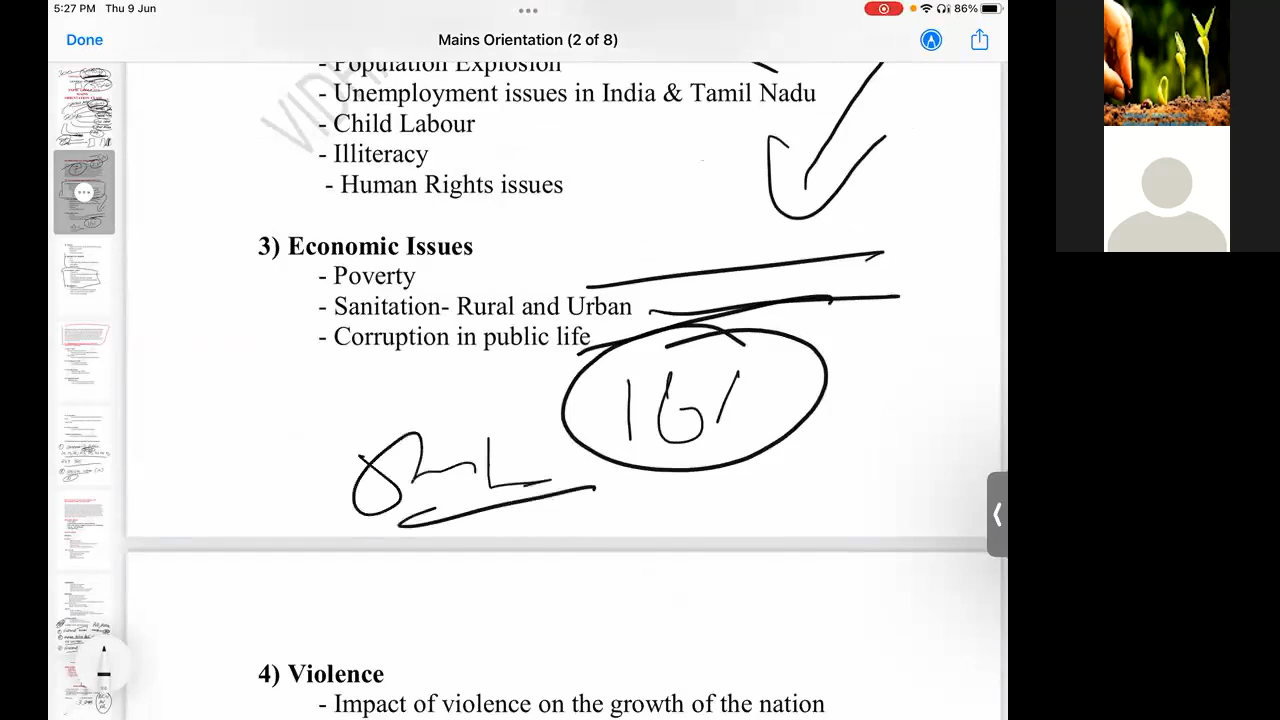 5:27 PM Thu 9 Jun
86%
Done
Mains Orientation (2 of 8)
- Population Explosion
- Unemployment issues in India & Tamil Nadu
- Child Labour
- Illiteracy
- Human Rights issues
3) Economic Issues
- Poverty
- Sanitation- Rural and Urban
- Corruption in public life
4) Violence
- Impact of violence on the growth of the nation